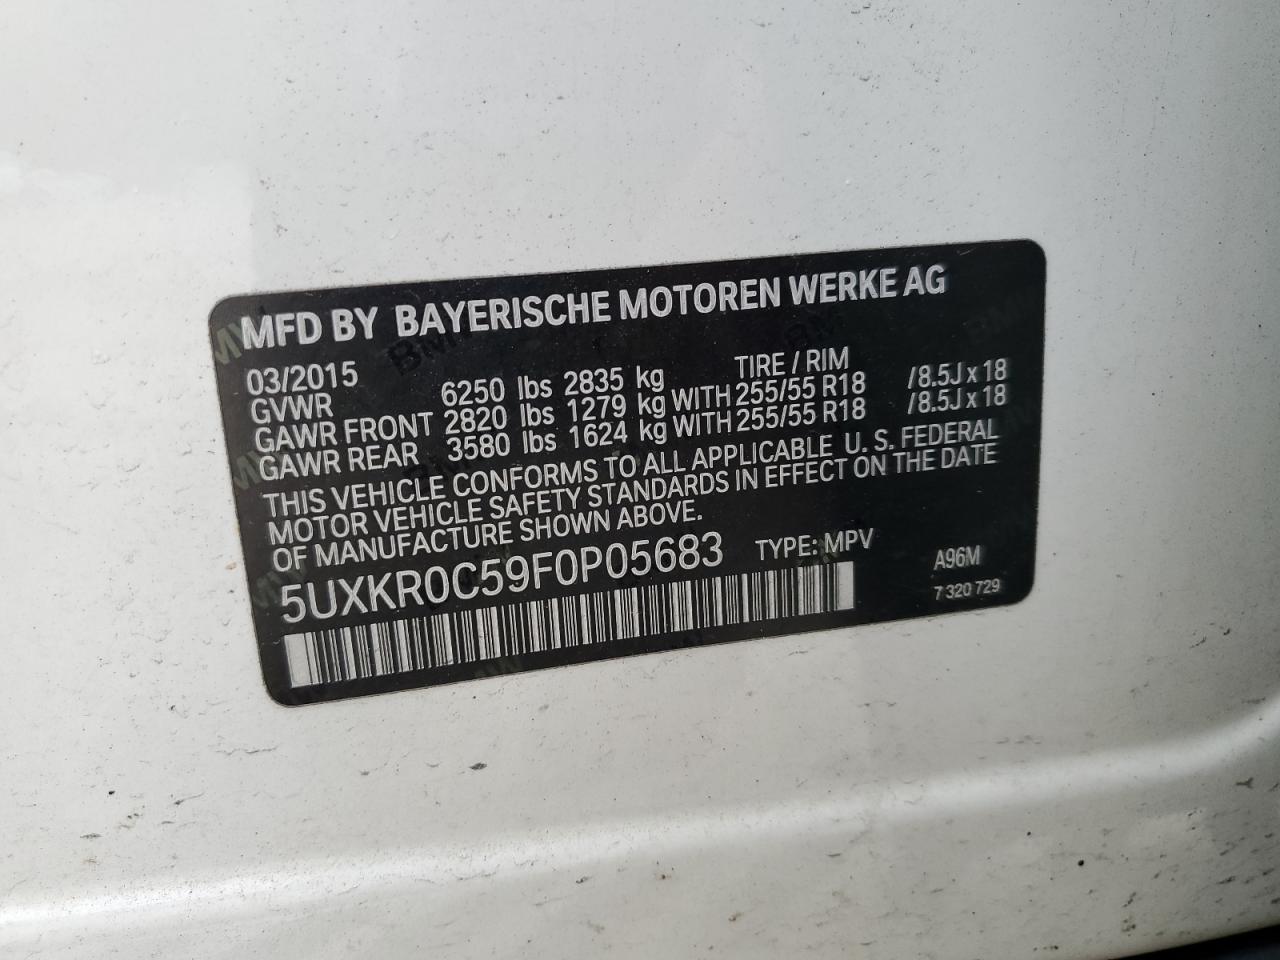 MFD BY BAYERISCHE MOTOREN WERKE AG
03/2015 TIRE / RIM
GVWR 6250 lbs 2835 kg
GAWR FRONT 2820 lbs 1279 kg WITH 255/55 R18 /8.5J x 18
GAWR REAR 3580 lbs 1624 kg WITH 255/55 R18 /8.5J x 18
THIS VEHICLE CONFORMS TO ALL APPLICABLE U. S. FEDERAL
MOTOR VEHICLE SAFETY STANDARDS IN EFFECT ON THE DATE
OF MANUFACTURE SHOWN ABOVE.
5UXKR0C59F0P05683 TYPE: MPV A96M
7 320 729